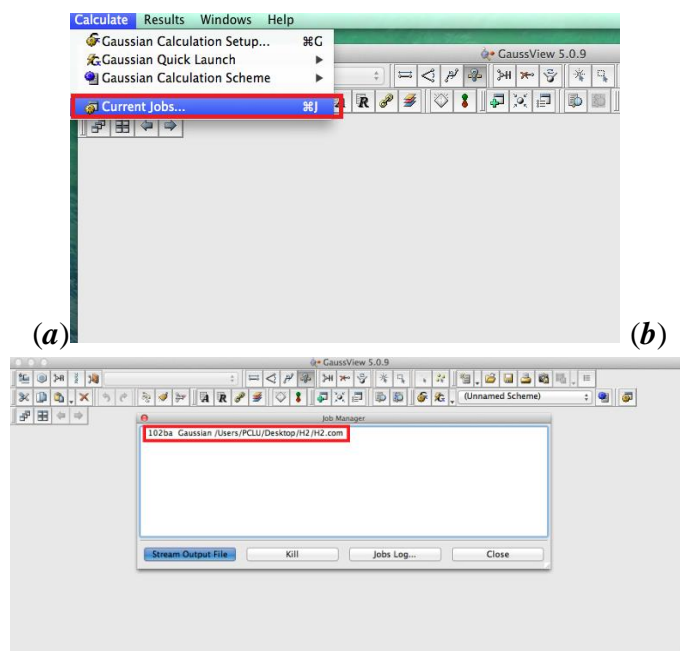 Calculate Results Windows Help
Gaussian Calculation Setup... ⌘G
Gaussian Quick Launch
Gaussian Calculation Scheme
Current Jobs... ⌘J
GaussView 5.0.9
R
(a)
(b)
GaussView 5.0.9
A R
(Unnamed Scheme)
Job Manager
102ba Gaussian /Users/PCLU/Desktop/H2/H2.com
Stream Output File Kill Jobs Log... Close